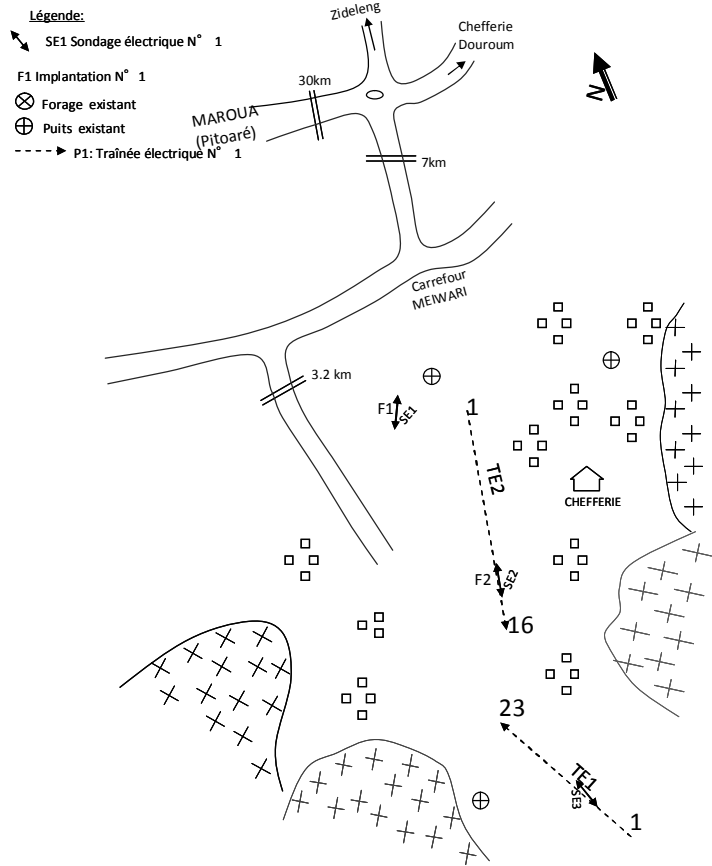 Légende:
SE1 Sondage électrique N° 1
F1 Implantation N° 1
Forage existant
Puits existant
P1: Traînée électrique N° 1
Zideleng
Chefferie
Douroum
N
30km
MAROUA
(Pitoaré)
7km
Carrefour
MEIWARI
3.2 km
F1
SE1
1
TE2
CHEFFERIE
F2
SE2
16
23
TE1
SE3
1